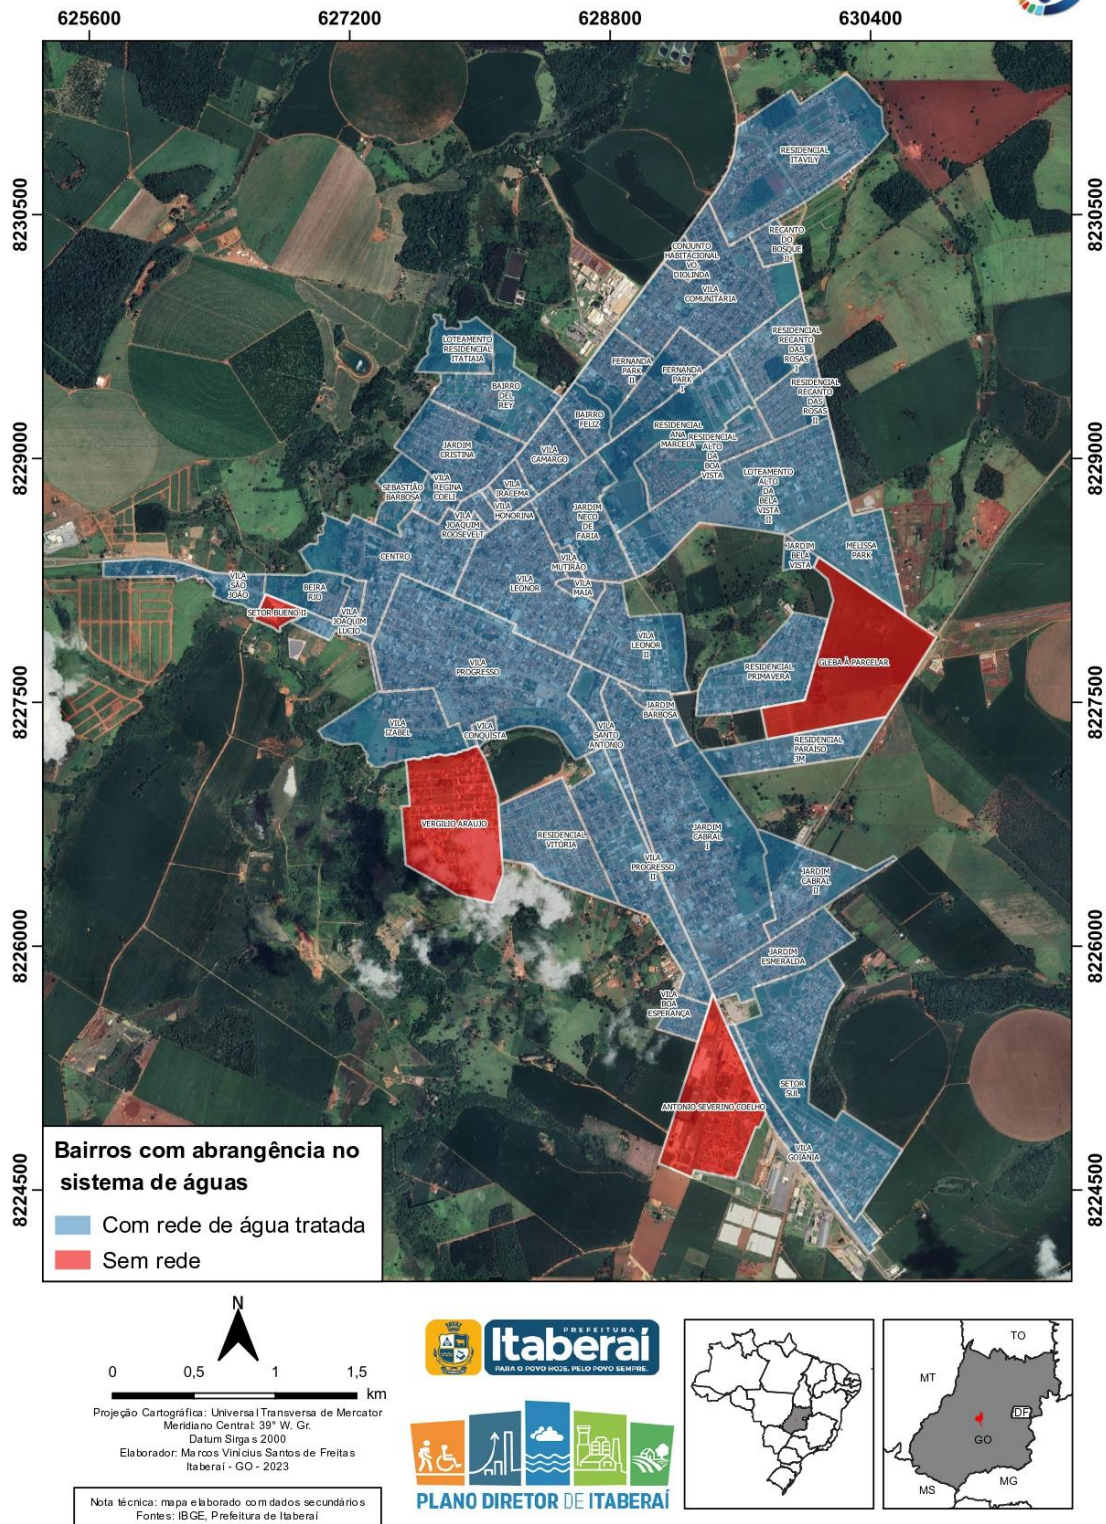 625600
627200
628800
630400
8230500
8230500
8229000
8229000
8227500
8227500
8226000
8226000
8224500
8224500
RESIDENCIAL
ITAVILY
RECANTO
DO
BOSQUE
II
CONJUNTO
HABITACIONAL
VÓ
DIOLINDA
VILA
COMUNITÁRIA
LOTEAMENTO
RESIDENCIAL
ITATIAIA
BAIRRO
DEL
REY
FERNANDA
PARK
II
FERNANDA
PARK
I
RESIDENCIAL
RECANTO
DAS
ROSAS
I
RESIDENCIAL
RECANTO
DAS
ROSAS
II
BAIRRO
FELIZ
JARDIM
CRISTINA
VILA
CAMARGO
RESIDENCIAL
ANA
MARCELA
RESIDENCIAL
ALTO
DA
BOA
VISTA
LOTEAMENTO
ALTO
DA
BELA
VISTA
II
SEBASTIÃO
BARBOSA
VILA
REGINA
COELI
VILA
IRACEMA
VILA
HONORINA
VILA
JOAQUIM
ROOSEVELT
JARDIM
NECO
DE
FARIA
CENTRO
VILA
MUTIRÃO
VILA
LEONOR
VILA
MAIA
JARDIM
BELA
VISTA
MELISSA
PARK
VILA
SÃO
JOÃO
BEIRA
RIO
SETOR BUENO II
VILA
JOAQUIM
LUCIO
VILA
LEONOR
II
VILA
PROGRESSO
RESIDENCIAL
PRIMAVERA
GLEBA À PARCELAR
JARDIM
BARBOSA
VILA
IZABEL
VILA
CONQUISTA
VILA
SANTO
ANTONIO
RESIDENCIAL
PARAÍSO
JM
VERGILIO ARAUJO
RESIDENCIAL
VITÓRIA
JARDIM
CABRAL
I
VILA
PROGRESSO
II
JARDIM
CABRAL
II
JARDIM
ESMERALDA
VILA
BOA
ESPERANÇA
SETOR
SUL
ANTONIO SEVERINO COELHO
VILA
GOIANIA
Bairros com abrangência no
sistema de águas
Com rede de água tratada
Sem rede
N
0 0,5 1 1,5 km
Projeção Cartográfica: Universal Transversa de Mercator
Meridiano Central: 39° W. Gr.
Datum Sirgas 2000
Elaborador: Marcos Vinícius Santos de Freitas
Itaberaí - GO - 2023
Nota técnica: mapa elaborado com dados secundários
Fontes: IBGE, Prefeitura de Itaberaí
PREFEITURA
Itaberaí
PARA O POVO HOJE. PELO POVO SEMPRE.
PLANO DIRETOR DE ITABERAÍ
TO
MT
DF
GO
MG
MS